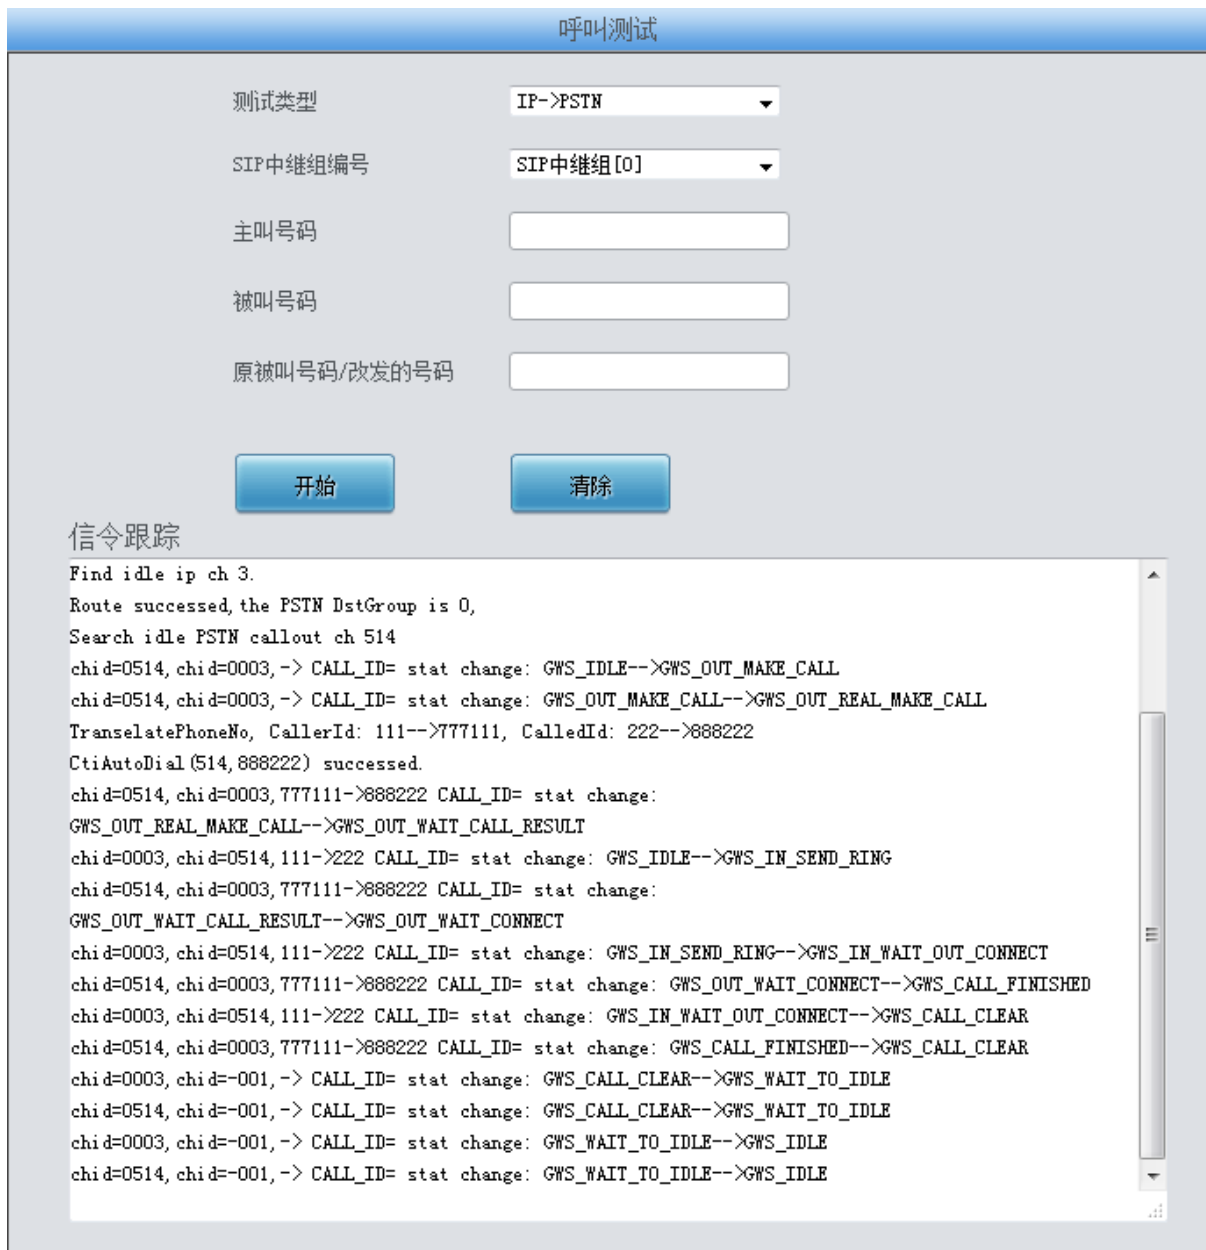 呼叫测试
测试类型 IP->PSTN
SIP中继组编号 SIP中继组[0]
主叫号码
被叫号码
原被叫号码/改发的号码
开始 清除
信令跟踪
Find idle ip ch 3.
Route successed, the PSTN DstGroup is 0,
Search idle PSTN callout ch 514
chid=0514, chid=0003, -> CALL_ID= stat change: GWS_IDLE-->GWS_OUT_MAKE_CALL
chid=0514, chid=0003, -> CALL_ID= stat change: GWS_OUT_MAKE_CALL-->GWS_OUT_REAL_MAKE_CALL
TranselatePhoneNo, CallerId: 111-->777111, CalledId: 222-->888222
CtiAutoDial(514, 888222) successed.
chid=0514, chid=0003, 777111->888222 CALL_ID= stat change:
GWS_OUT_REAL_MAKE_CALL-->GWS_OUT_WAIT_CALL_RESULT
chid=0003, chid=0514, 111->222 CALL_ID= stat change: GWS_IDLE-->GWS_IN_SEND_RING
chid=0514, chid=0003, 777111->888222 CALL_ID= stat change:
GWS_OUT_WAIT_CALL_RESULT-->GWS_OUT_WAIT_CONNECT
chid=0003, chid=0514, 111->222 CALL_ID= stat change: GWS_IN_SEND_RING-->GWS_IN_WAIT_OUT_CONNECT
chid=0514, chid=0003, 777111->888222 CALL_ID= stat change: GWS_OUT_WAIT_CONNECT-->GWS_CALL_FINISHED
chid=0003, chid=0514, 111->222 CALL_ID= stat change: GWS_IN_WAIT_OUT_CONNECT-->GWS_CALL_CLEAR
chid=0514, chid=0003, 777111->888222 CALL_ID= stat change: GWS_CALL_FINISHED-->GWS_CALL_CLEAR
chid=0003, chid=-001, -> CALL_ID= stat change: GWS_CALL_CLEAR-->GWS_WAIT_TO_IDLE
chid=0514, chid=-001, -> CALL_ID= stat change: GWS_CALL_CLEAR-->GWS_WAIT_TO_IDLE
chid=0003, chid=-001, -> CALL_ID= stat change: GWS_WAIT_TO_IDLE-->GWS_IDLE
chid=0514, chid=-001, -> CALL_ID= stat change: GWS_WAIT_TO_IDLE-->GWS_IDLE